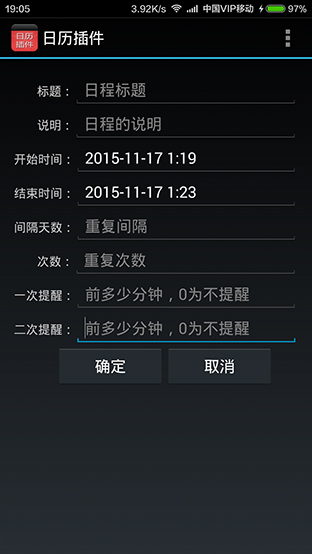 19:05 3.92K/s 中国VIP移动 97%
日历插件
日历插件
标题： 日程标题
说明： 日程的说明
开始时间： 2015-11-17 1:19
结束时间： 2015-11-17 1:23
间隔天数： 重复间隔
次数： 重复次数
一次提醒： 前多少分钟，0为不提醒
二次提醒： 前多少分钟，0为不提醒
确定 取消